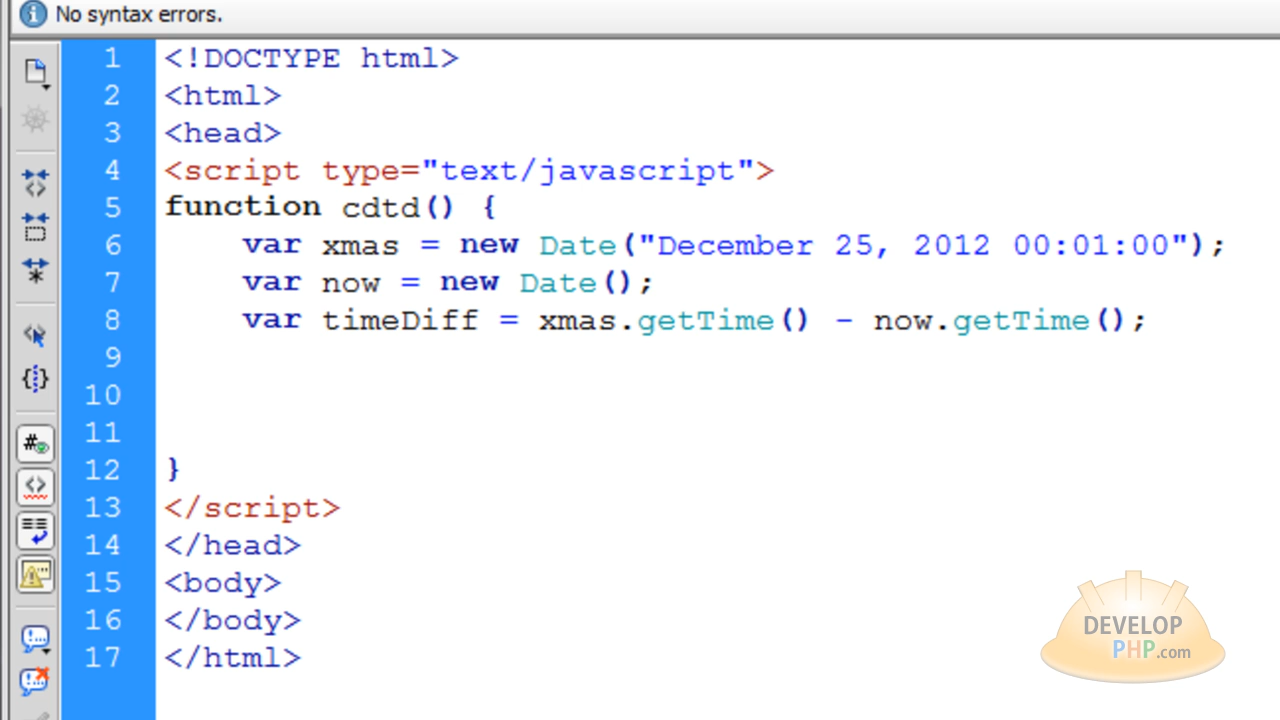 No syntax errors.
1 <!DOCTYPE html>
2 <html>
3 <head>
4 <script type="text/javascript">
5 function cdtd() {
6     var xmas = new Date("December 25, 2012 00:01:00");
7     var now = new Date();
8     var timeDiff = xmas.getTime() - now.getTime();
9
10
11
12 }
13 </script>
14 </head>
15 <body>
16 </body>
17 </html>
DEVELOP
PHP.com